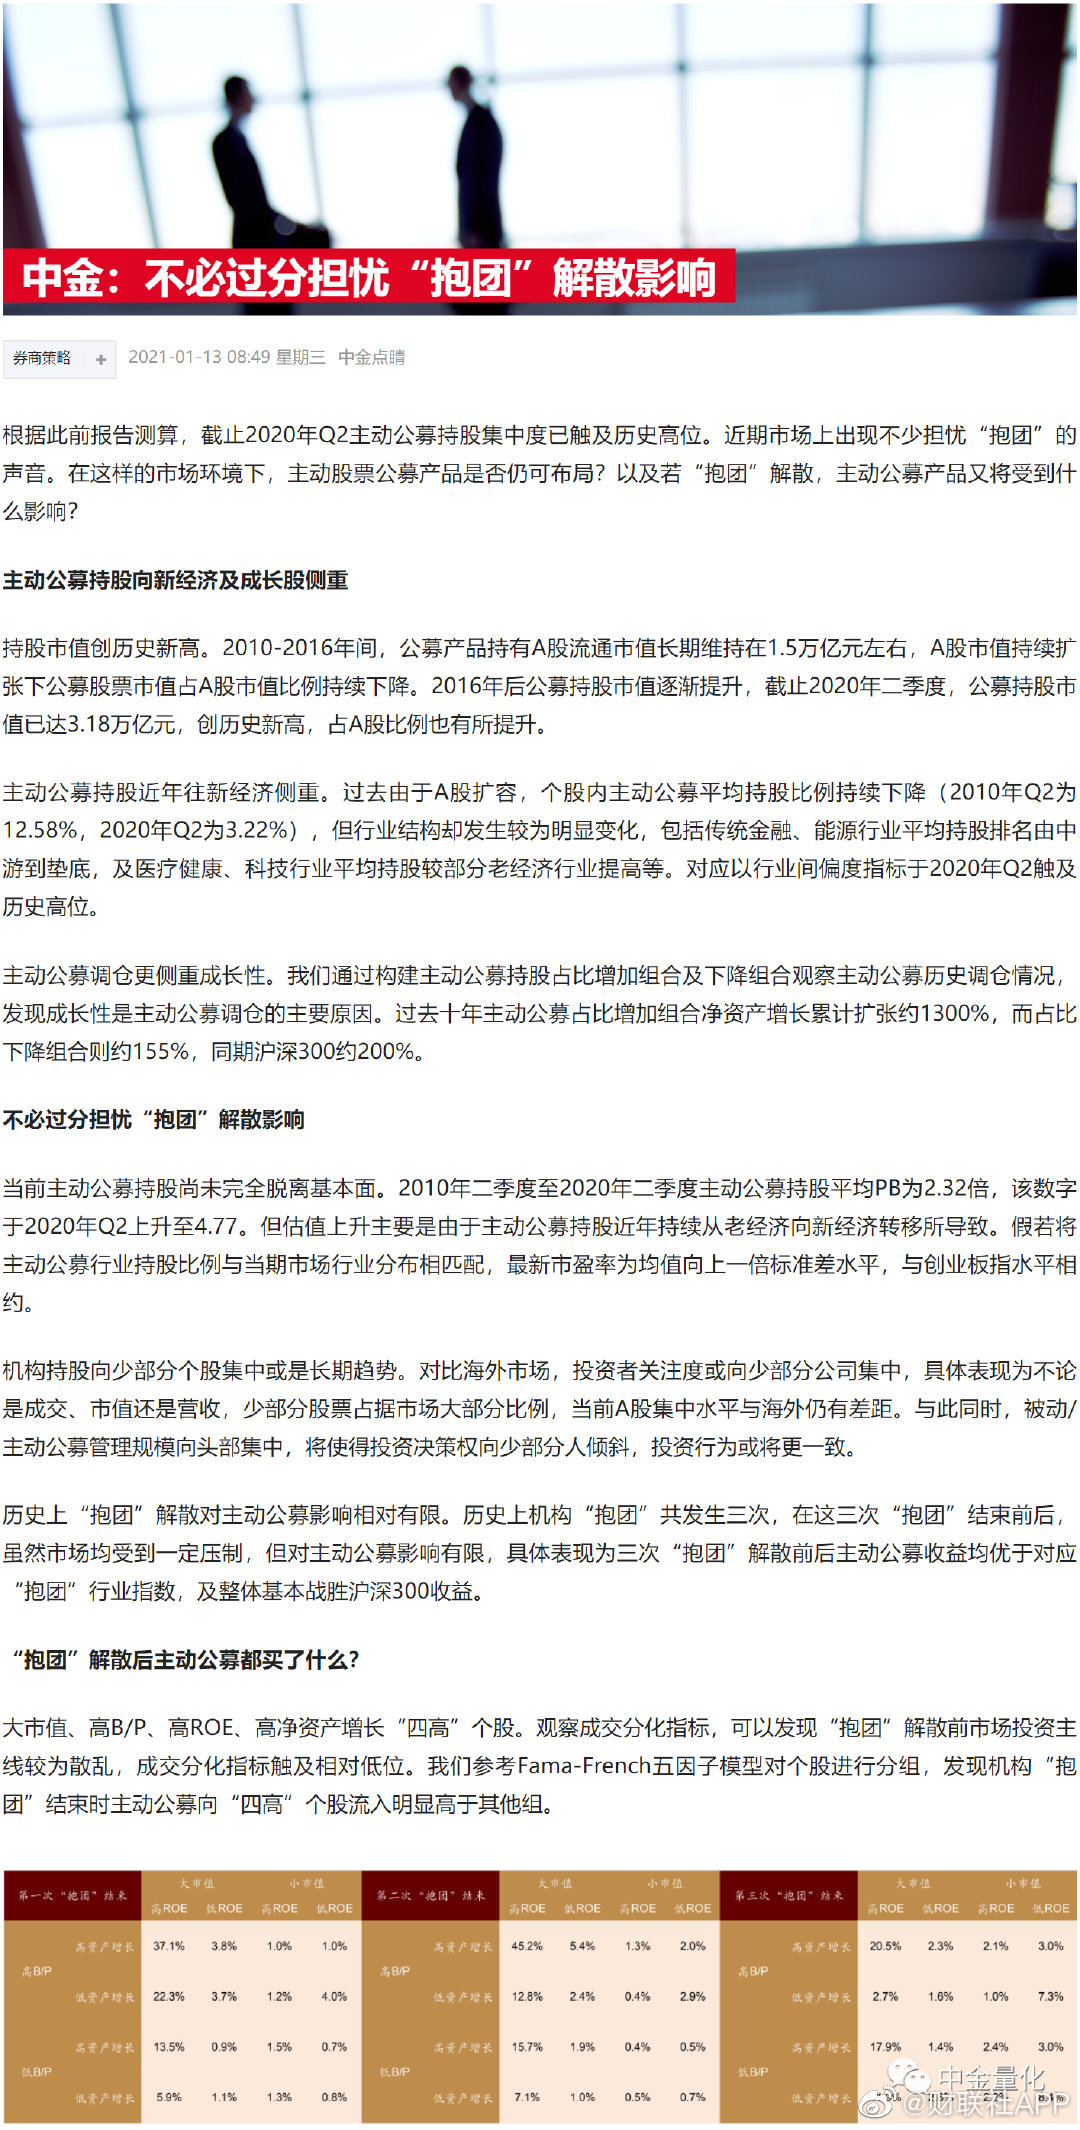 中金：不必过分担忧“抱团”解散影响
券商策略 + 2021-01-13 08:49 星期三 中金点睛
根据此前报告测算，截止2020年Q2主动公募持股集中度已触及历史高位。近期市场上出现不少担忧“抱团”的
声音。在这样的市场环境下，主动股票公募产品是否仍可布局？以及若“抱团”解散，主动公募产品又将受到什
么影响？
主动公募持股向新经济及成长股侧重
持股市值创历史新高。2010-2016年间，公募产品持有A股流通市值长期维持在1.5万亿元左右，A股市值持续扩
张下公募股票市值占A股市值比例持续下降。2016年后公募持股市值逐渐提升，截止2020年二季度，公募持股市
值已达3.18万亿元，创历史新高，占A股比例也有所提升。
主动公募持股近年往新经济侧重。过去由于A股扩容，个股内主动公募平均持股比例持续下降（2010年Q2为
12.58%，2020年Q2为3.22%），但行业结构却发生较为明显变化，包括传统金融、能源行业平均持股排名由中
游到垫底，及医疗健康、科技行业平均持股较部分老经济行业提高等。对应以行业间偏度指标于2020年Q2触及
历史高位。
主动公募调仓更侧重成长性。我们通过构建主动公募持股占比增加组合及下降组合观察主动公募历史调仓情况，
发现成长性是主动公募调仓的主要原因。过去十年主动公募占比增加组合净资产增长累计扩张约1300%，而占比
下降组合则约155%，同期沪深300约200%。
不必过分担忧“抱团”解散影响
当前主动公募持股尚未完全脱离基本面。2010年二季度至2020年二季度主动公募持股平均PB为2.32倍，该数字
于2020年Q2上升至4.77。但估值上升主要是由于主动公募持股近年持续从老经济向新经济转移所导致。假若将
主动公募行业持股比例与当期市场行业分布相匹配，最新市盈率为均值向上一倍标准差水平，与创业板指水平相
约。
机构持股向少部分个股集中或是长期趋势。对比海外市场，投资者关注度或向少部分公司集中，具体表现为不论
是成交、市值还是营收，少部分股票占据市场大部分比例，当前A股集中水平与海外仍有差距。与此同时，被动/
主动公募管理规模向头部集中，将使得投资决策权向少部分人倾斜，投资行为或将更一致。
历史上“抱团”解散对主动公募影响相对有限。历史上机构“抱团”共发生三次，在这三次“抱团”结束前后，
虽然市场均受到一定压制，但对主动公募影响有限，具体表现为三次“抱团”解散前后主动公募收益均优于对应
“抱团”行业指数，及整体基本战胜沪深300收益。
“抱团”解散后主动公募都买了什么？
大市值、高B/P、高ROE、高净资产增长“四高”个股。观察成交分化指标，可以发现“抱团”解散前市场投资主
线较为散乱，成交分化指标触及相对低位。我们参考Fama-French五因子模型对个股进行分组，发现机构“抱
团”结束时主动公募向“四高“个股流入明显高于其他组。
第一次“抱团”结束 大市值 小市值 第二次“抱团”结束 大市值 小市值 第三次“抱团”结束 大市值 小市值
高ROE 低ROE 高ROE 低ROE 高ROE 低ROE 高ROE 低ROE 高ROE 低ROE 高ROE 低ROE
高资产增长 37.1% 3.8% 1.0% 1.0% 高资产增长 45.2% 5.4% 1.3% 2.0% 高资产增长 20.5% 2.3% 2.1% 3.0%
高B/P 高B/P 高B/P
低资产增长 22.3% 3.7% 1.2% 4.0% 低资产增长 12.8% 2.4% 0.4% 2.9% 低资产增长 2.7% 1.6% 1.0% 7.3%
高资产增长 13.5% 0.9% 1.5% 0.7% 高资产增长 15.7% 1.9% 0.4% 0.5% 高资产增长 17.9% 1.4% 2.4% 3.0%
低B/P 低B/P 低B/P
低资产增长 5.9% 1.1% 1.3% 0.8% 低资产增长 7.1% 1.0% 0.5% 0.7% 低资产增长
中金量化
@财联社APP